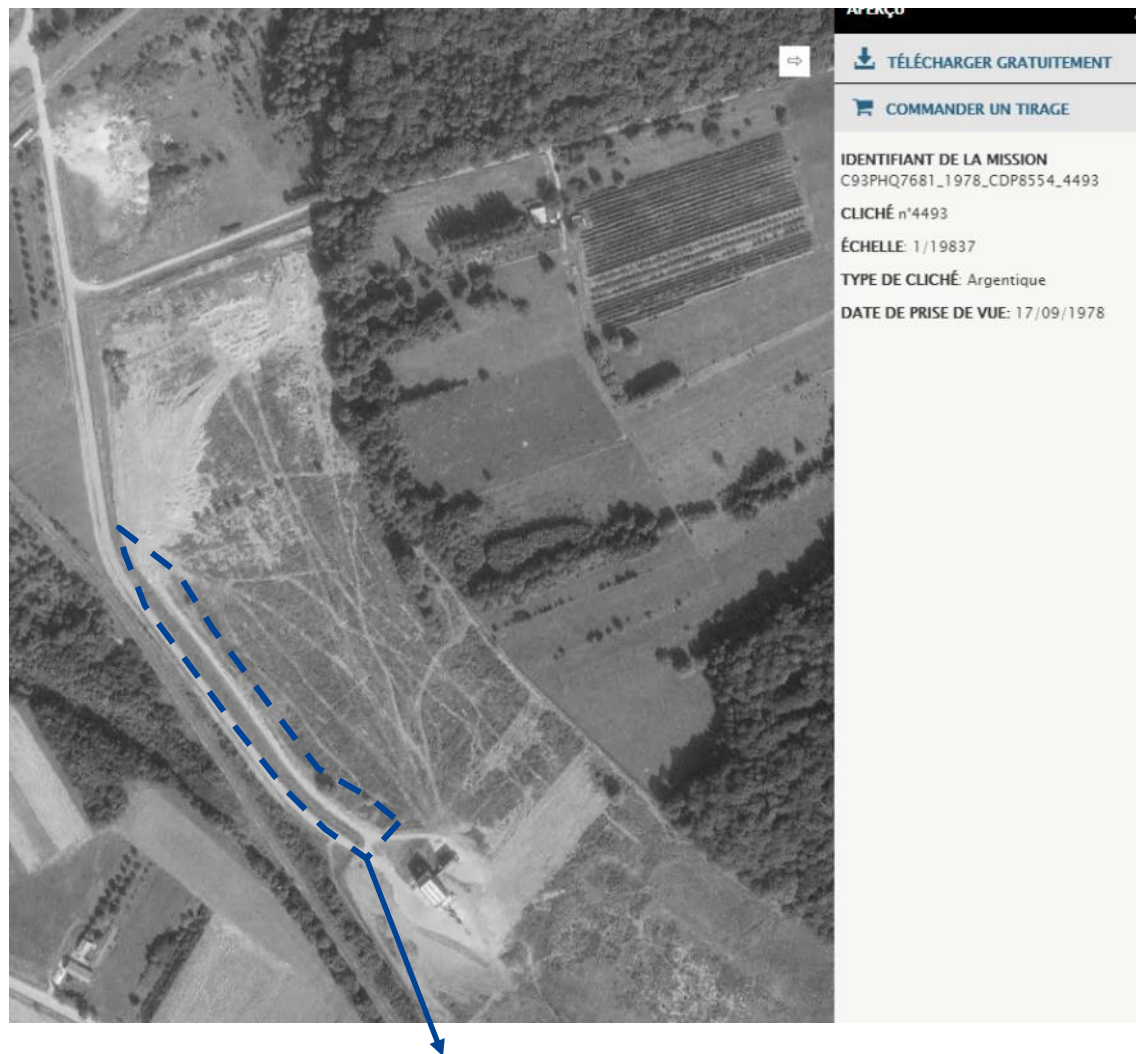 APERÇU
TÉLÉCHARGER GRATUITEMENT
COMMANDER UN TIRAGE
IDENTIFIANT DE LA MISSION
C93PHQ7681_1978_CDP8554_4493
CLICHÉ n°4493
ÉCHELLE: 1/19837
TYPE DE CLICHÉ: Argentique
DATE DE PRISE DE VUE: 17/09/1978